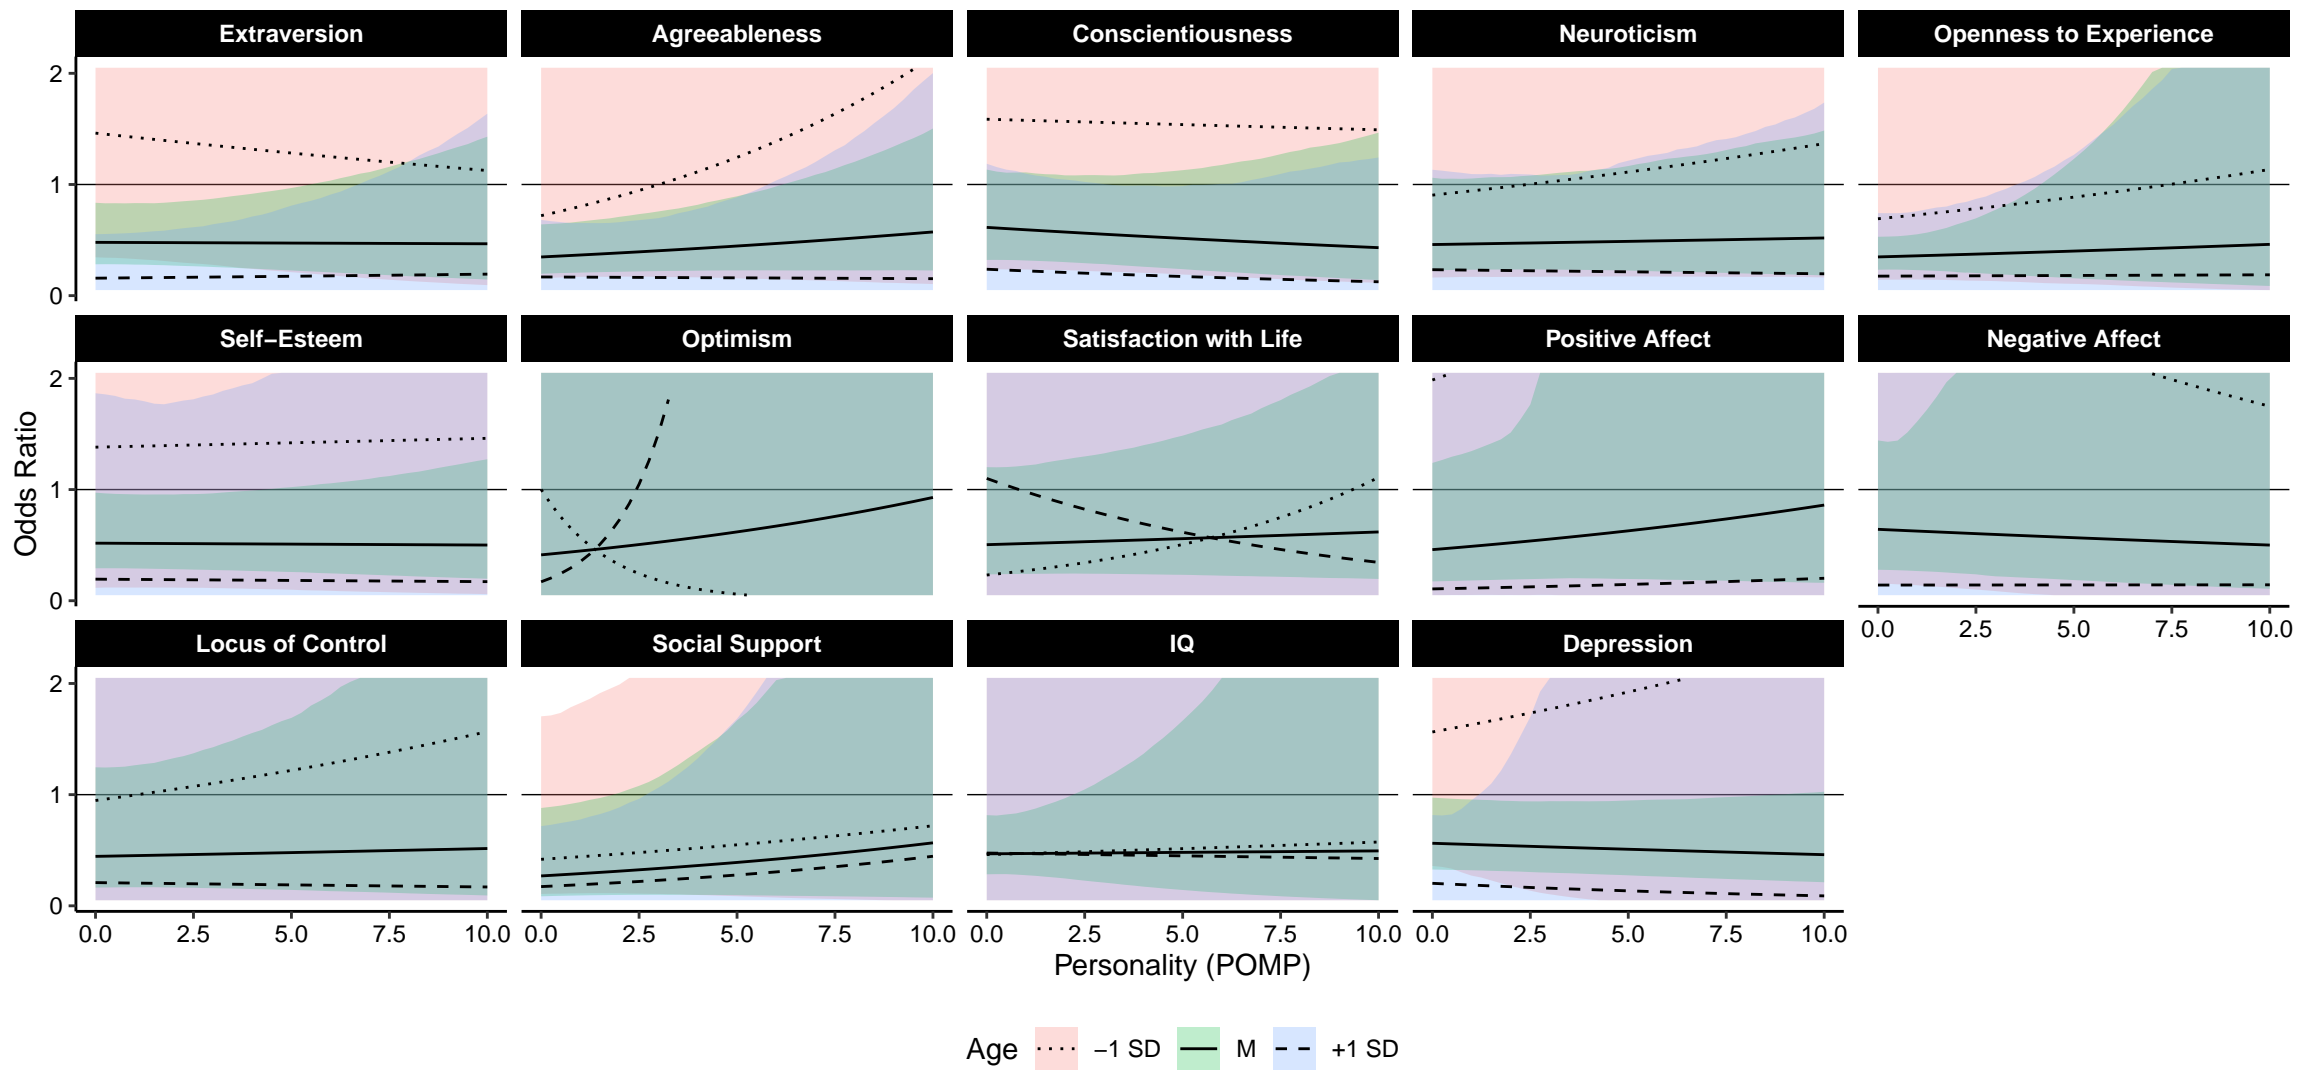 Extraversion Agreeableness Conscientiousness Neuroticism Openness to Experience
2
1
0
Self−Esteem Optimism Satisfaction with Life Positive Affect Negative Affect
2
1
0
0.0 2.5 5.0 7.5 10.0
Locus of Control Social Support IQ Depression
2
1
0
0.0 2.5 5.0 7.5 10.0 0.0 2.5 5.0 7.5 10.0 0.0 2.5 5.0 7.5 10.0 0.0 2.5 5.0 7.5 10.0
Odds Ratio
Personality (POMP)
Age −1 SD M +1 SD